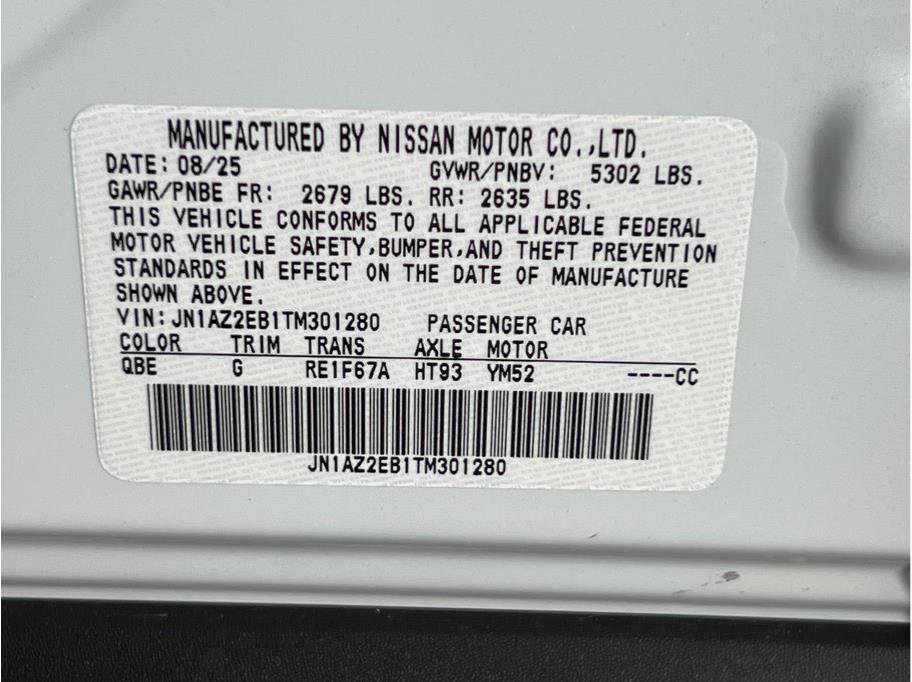 MANUFACTURED BY NISSAN MOTOR CO.,LTD.
DATE: 08/25 GVWR/PNBV: 5302 LBS.
GAWR/PNBE FR: 2679 LBS. RR: 2635 LBS.
THIS VEHICLE CONFORMS TO ALL APPLICABLE FEDERAL
MOTOR VEHICLE SAFETY,BUMPER,AND THEFT PREVENTION
STANDARDS IN EFFECT ON THE DATE OF MANUFACTURE
SHOWN ABOVE.
VIN: JN1AZ2EB1TM301280 PASSENGER CAR
COLOR TRIM TRANS AXLE MOTOR
QBE G RE1F67A HT93 YM52 ----CC
JN1AZ2EB1TM301280